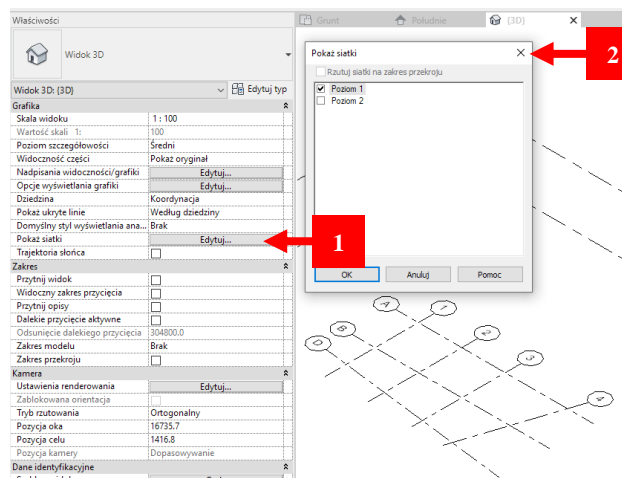 Właściwości
Widok 3D
Widok 3D: {3D}
Edytuj typ
Grafika
Skala widoku 1 : 100
Wartość skali 1: 100
Poziom szczegółowości Średni
Widoczność części Pokaż oryginał
Nadpisania widoczności/grafiki Edytuj...
Opcje wyświetlania grafiki Edytuj...
Dziedzina Koordynacja
Pokaż ukryte linie Według dziedziny
Domyślny styl wyświetlania ana... Brak
Pokaż siatki Edytuj...
Trajektoria słońca
Zakres
Przytnij widok
Widoczny zakres przycięcia
Przytnij opisy
Dalekie przycięcie aktywne
Odsunięcie dalekiego przycięcia 304800.0
Zakres modelu Brak
Zakres przekroju
Kamera
Ustawienia renderowania Edytuj...
Zablokowana orientacja
Tryb rzutowania Ortogonalny
Pozycja oka 16735.7
Pozycja celu 1416.8
Pozycja kamery Dopasowywanie
Dane identyfikacyjne
Grunt
Południe
{3D}
Pokaż siatki
2
Rzutuj siatki na zakres przekroju
Poziom 1
Poziom 2
1
OK Anuluj Pomoc
A 1
B 2
D 3
4